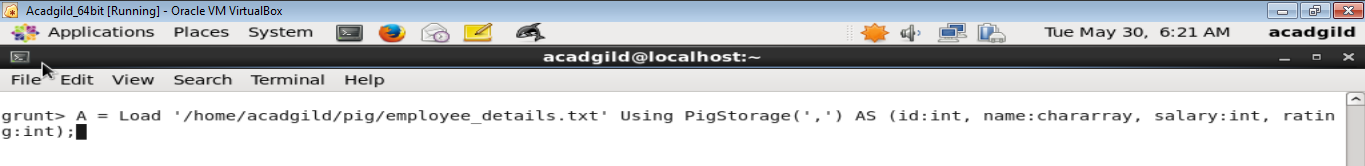 Acadgild_64bit [Running] - Oracle VM VirtualBox
Applications Places System Tue May 30, 6:21 AM acadgild
acadgild@localhost:~
File Edit View Search Terminal Help
grunt> A = Load '/home/acadgild/pig/employee_details.txt' Using PigStorage(',') AS (id:int, name:chararray, salary:int, ratin
g:int);